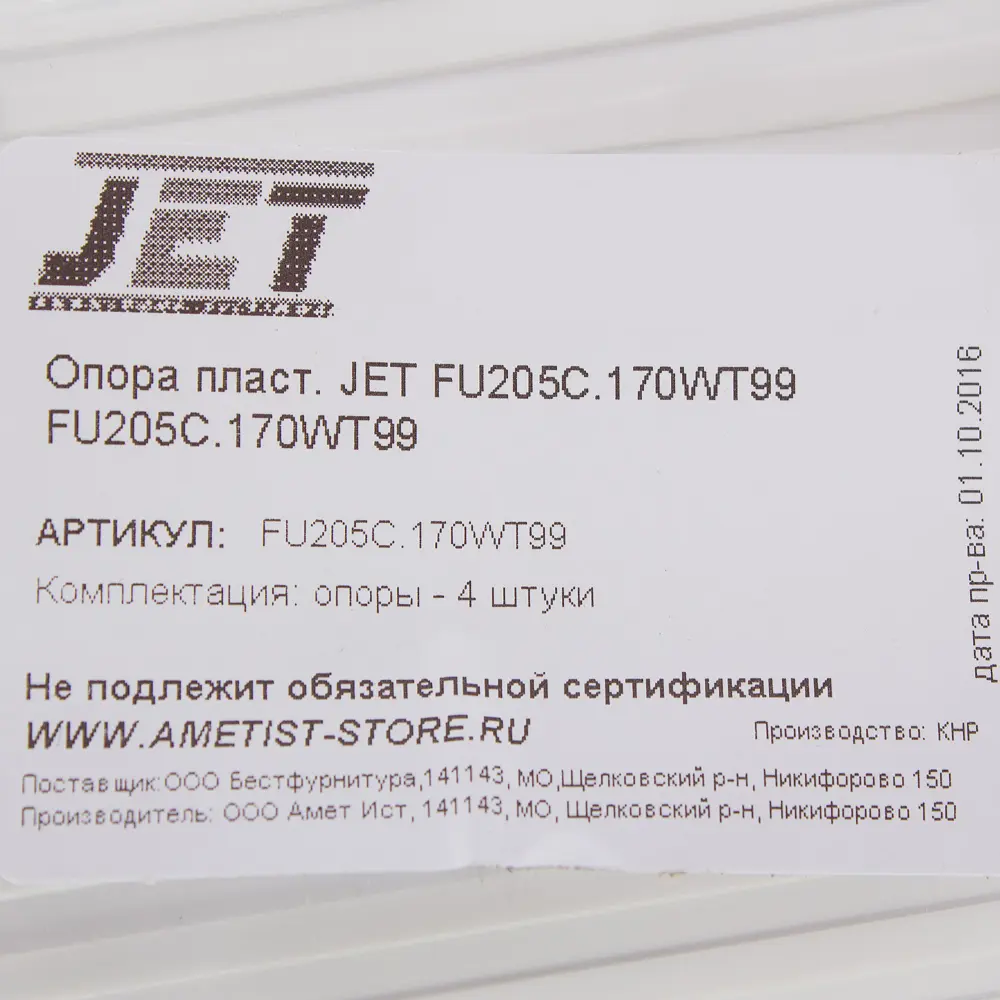 JET
Опора пласт. JET FU205C.170WT99
FU205C.170WT99
АРТИКУЛ: FU205C.170WT99
Комплектация: опоры - 4 штуки
Не подлежит обязательной сертификации
WWW.AMETIST-STORE.RU
Производство: КНР
Поставщик:ООО Бестфурнитура,141143, МО,Щелковский р-н, Никифорово 150
Производитель: ООО Амет Ист, 141143, МО, Щелковский р-н, Никифорово 150
дата пр-ва: 01.10.2016